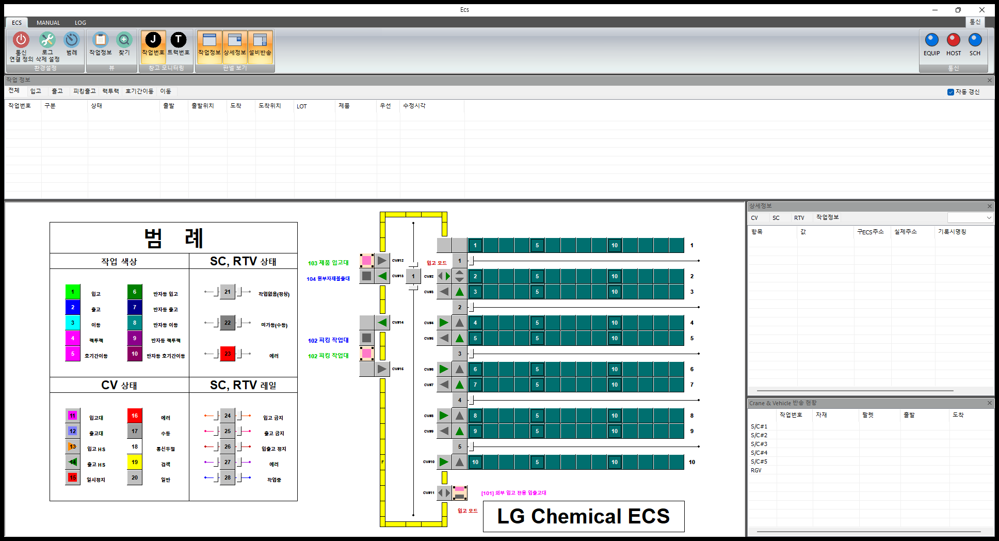 Ecs
ECS MANUAL LOG
통신
통신 연결 정의
로그 삭제 설정
범례
작업정보
찾기
작업번호
트랙번호
작업정보
상세정보
설비반송
EQUIP HOST SCH
환경설정
뷰
창고 모니터링
판넬 보기
통신
작업 정보
전체 입고 출고 피킹출고 랙투랙 호기간이동 이동
자동 갱신
작업번호 구분 상태 출발 출발위치 도착 도착위치 LOT 제품 우선 수정시각
범 례
작업 색상
SC, RTV 상태
1 입고
6 반자동 입고
2 출고
7 반자동 출고
3 이동
8 반자동 이동
4 랙투랙
9 반자동 랙투랙
5 호기간이동
10 반자동 호기간이동
21 작업없음(정상)
22 미가동(수동)
23 에러
CV 상태
SC, RTV 레일
11 입고대
16 에러
12 출고대
17 수동
13 입고 HS
18 통신두절
14 출고 HS
19 검색
15 일시정지
20 일반
24 입고 금지
25 출고 금지
26 입출고 정지
27 에러
28 작업중
103 제품 입고대
CV#12
104 원부자재불출대
CV#13
CV#14
102 피킹 작업대
102 피킹 작업대
CV#15
F
1
입고 모드
1 5 10 1
1
CV#2 2 5 10 2
CV#3 3 5 10 3
2
CV#4 4 5 10 4
CV#5 5 5 10 5
3
CV#6 6 5 10 6
CV#7 7 5 10 7
4
CV#8 8 5 10 8
CV#9 9 5 10 9
5
CV#10 10 5 10 10
CV#11
[101] 외부 입고 전용 입출고대
입고 모드
LG Chemical ECS
상세정보
CV SC RTV 작업정보
항목 값 구ECS주소 실제주소 기록시명칭
Crane & Vehicle 반송 현황
작업번호 자재 팔렛 출발 도착
S/C#1
S/C#2
S/C#3
S/C#4
S/C#5
RGV